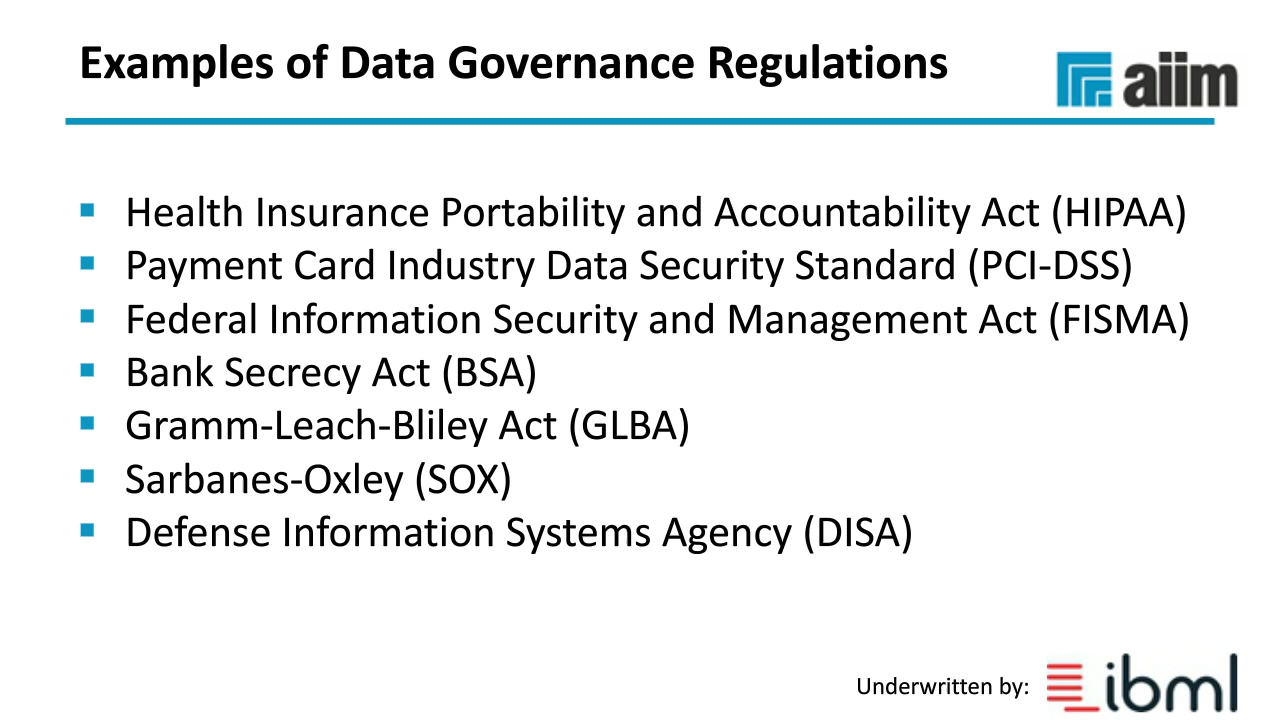 Examples of Data Governance Regulations
aiim
Health Insurance Portability and Accountability Act (HIPAA)
Payment Card Industry Data Security Standard (PCI-DSS)
Federal Information Security and Management Act (FISMA)
Bank Secrecy Act (BSA)
Gramm-Leach-Bliley Act (GLBA)
Sarbanes-Oxley (SOX)
Defense Information Systems Agency (DISA)
Underwritten by: ibml